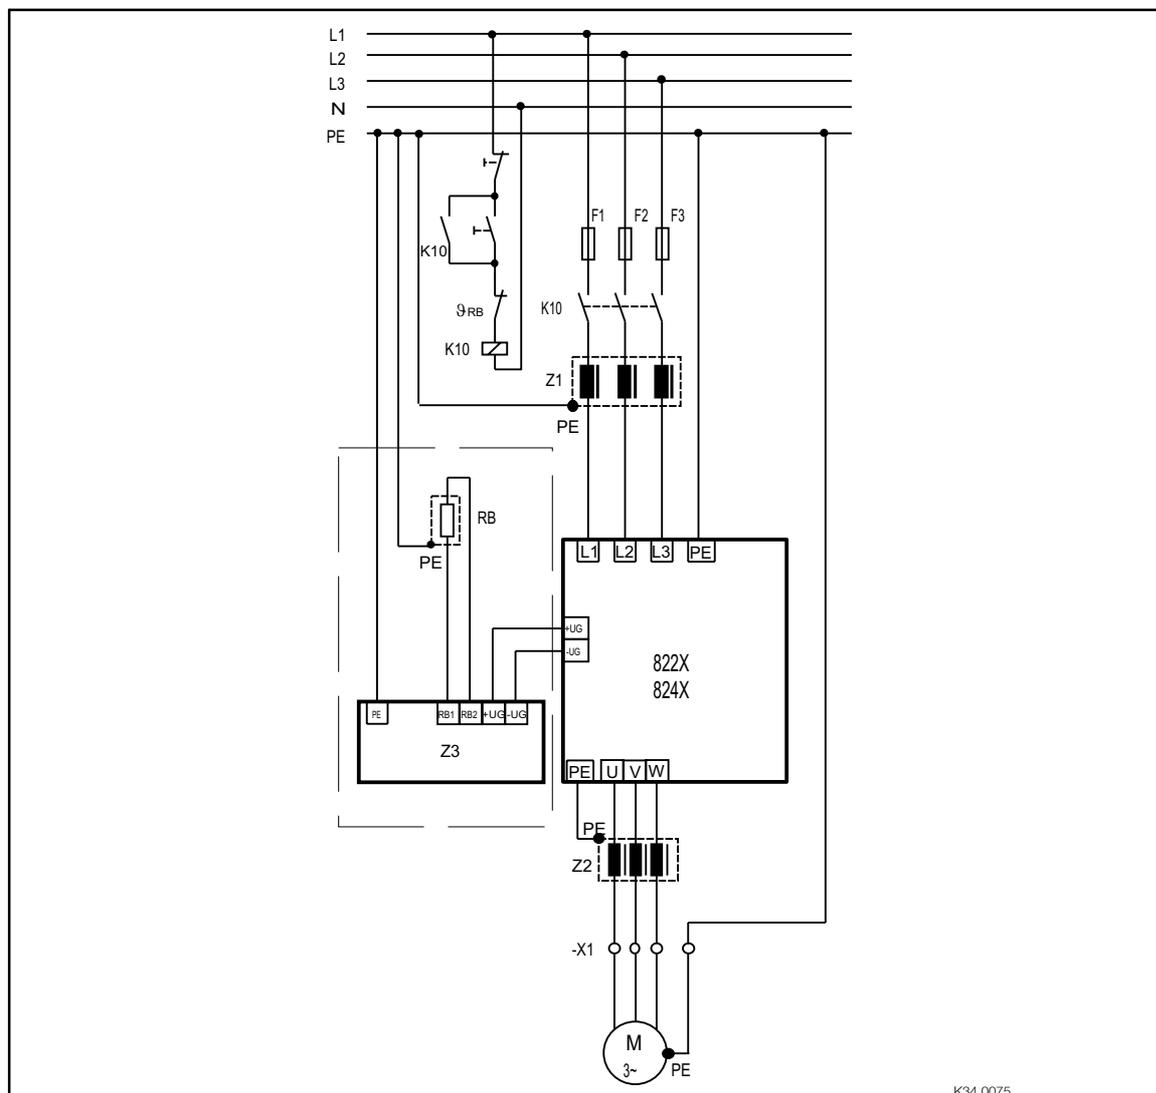 L1
L2
L3
N
PE
F1 F2 F3
K10
ϑRB
K10
K10
Z1
PE
RB
PE
L1 L2 L3 PE
+UG
-UG
822X
824X
PE RB1 RB2 +UG -UG
Z3
PE U V W
PE
Z2
-X1
M
3~
PE
K34.0075